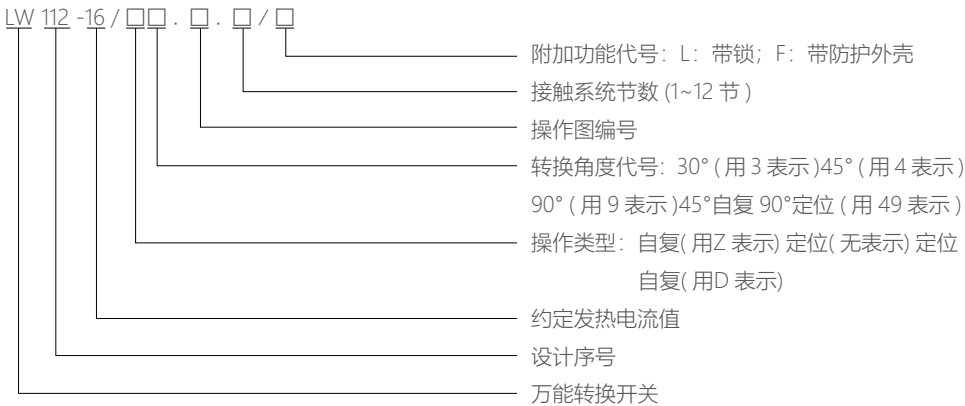 LW 112 -16 / □□ . □ . □ / □
附加功能代号：L：带锁；F：带防护外壳
接触系统节数 (1~12 节 )
操作图编号
转换角度代号：30° ( 用 3 表示 )45° ( 用 4 表示 )
90° ( 用 9 表示 )45°自复 90°定位 ( 用 49 表示 )
操作类型：自复( 用Z 表示) 定位( 无表示) 定位
自复( 用D 表示)
约定发热电流值
设计序号
万能转换开关